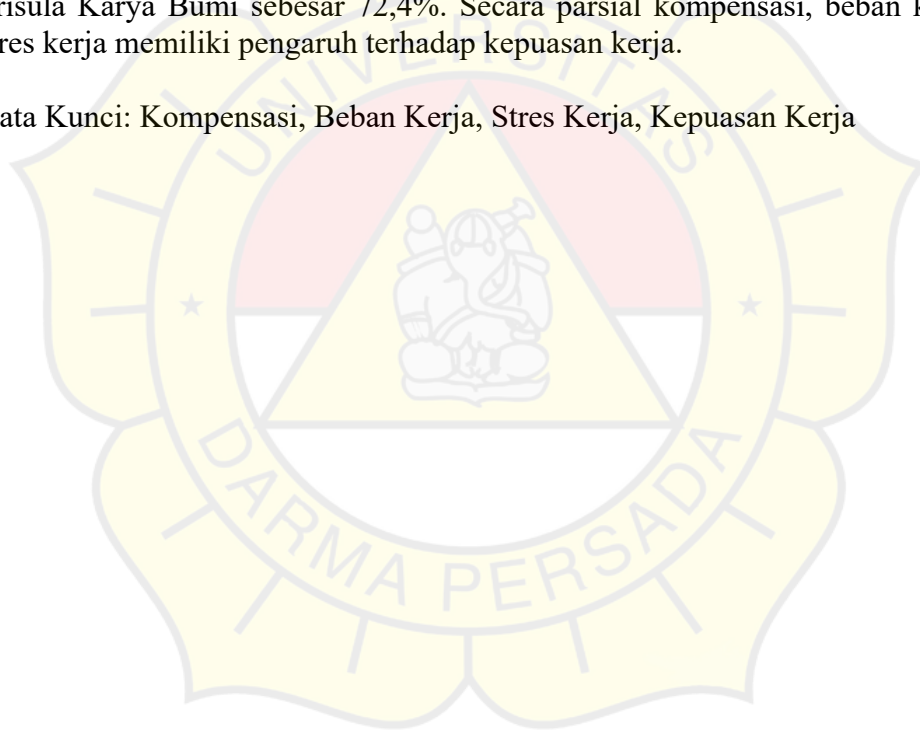 risula Karya Bumi sebesar 72,4%. Secara parsial kompensasi, beban k
res kerja memiliki pengaruh terhadap kepuasan kerja.
ata Kunci: Kompensasi, Beban Kerja, Stres Kerja, Kepuasan Kerja
UNIVERSITAS
DARMA PERSADA